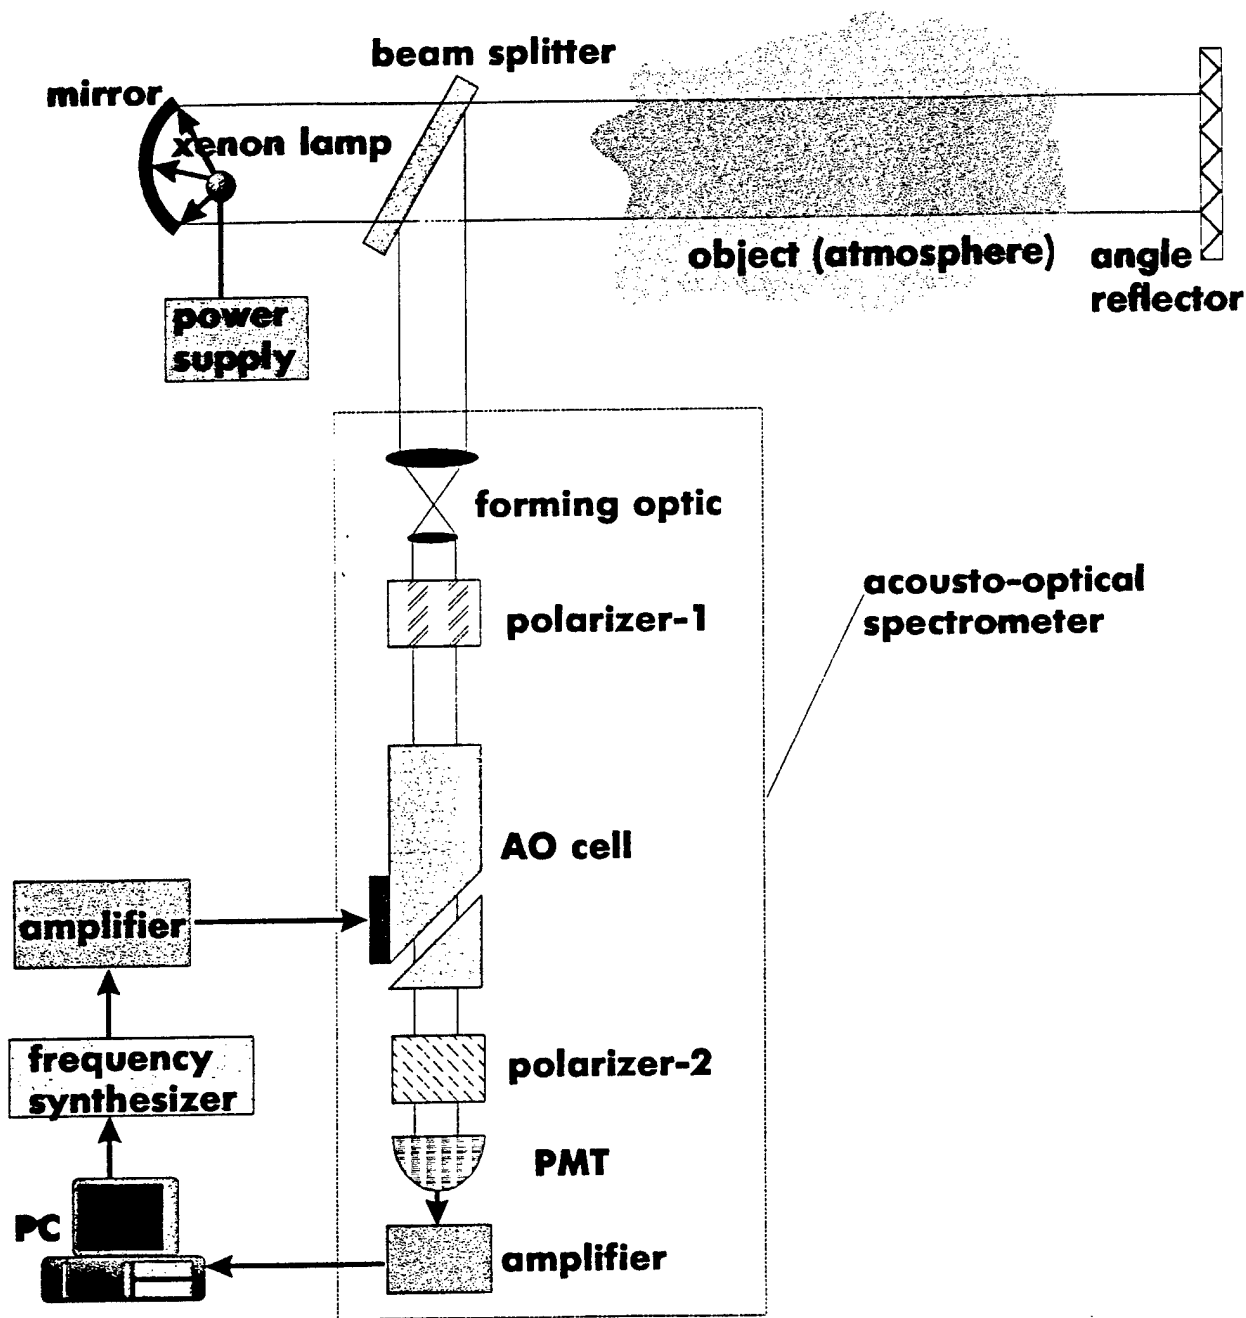 beam splitter
mirror
xenon lamp
object (atmosphere)
angle
reflector
power
supply
forming optic
acousto-optical
spectrometer
polarizer-1
AO cell
amplifier
frequency
synthesizer
polarizer-2
PMT
PC
amplifier